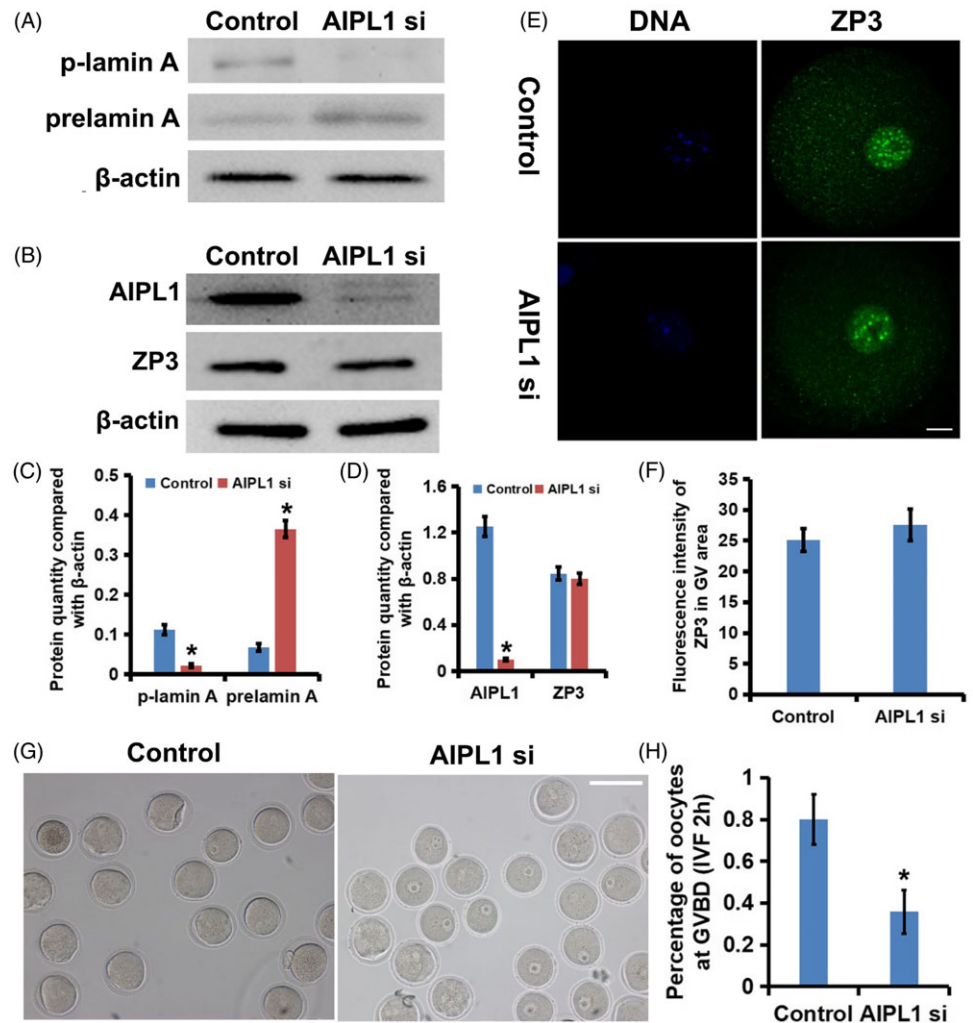 (A)
Control AIPL1 si
p-lamin A
prelamin A
β-actin
(B)
Control AIPL1 si
AIPL1
ZP3
β-actin
(C)
Protein quantity compared
with β-actin
Control AIPL1 si
0.5
0.4
0.3
0.2
0.1
0
*
*
p-lamin A prelamin A
(D)
Protein quantity compared
with β-actin
Control AIPL1 si
1.6
1.2
0.8
0.4
0
*
AIPL1 ZP3
(E)
DNA ZP3
Control
AIPL1 si
(F)
Fluorescence intensity of
ZP3 in GV area
35
30
25
20
15
10
5
0
Control AIPL1 si
(G)
Control AIPL1 si
(H)
Percentage of oocytes
at GVBD (IVF 2h)
1
0.8
0.6
0.4
0.2
0
*
Control AIPL1 si